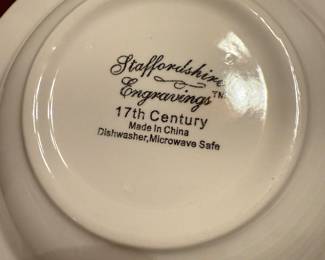 Staffordshire
Engravings™
17th Century
Made In China
Dishwasher,Microwave Safe